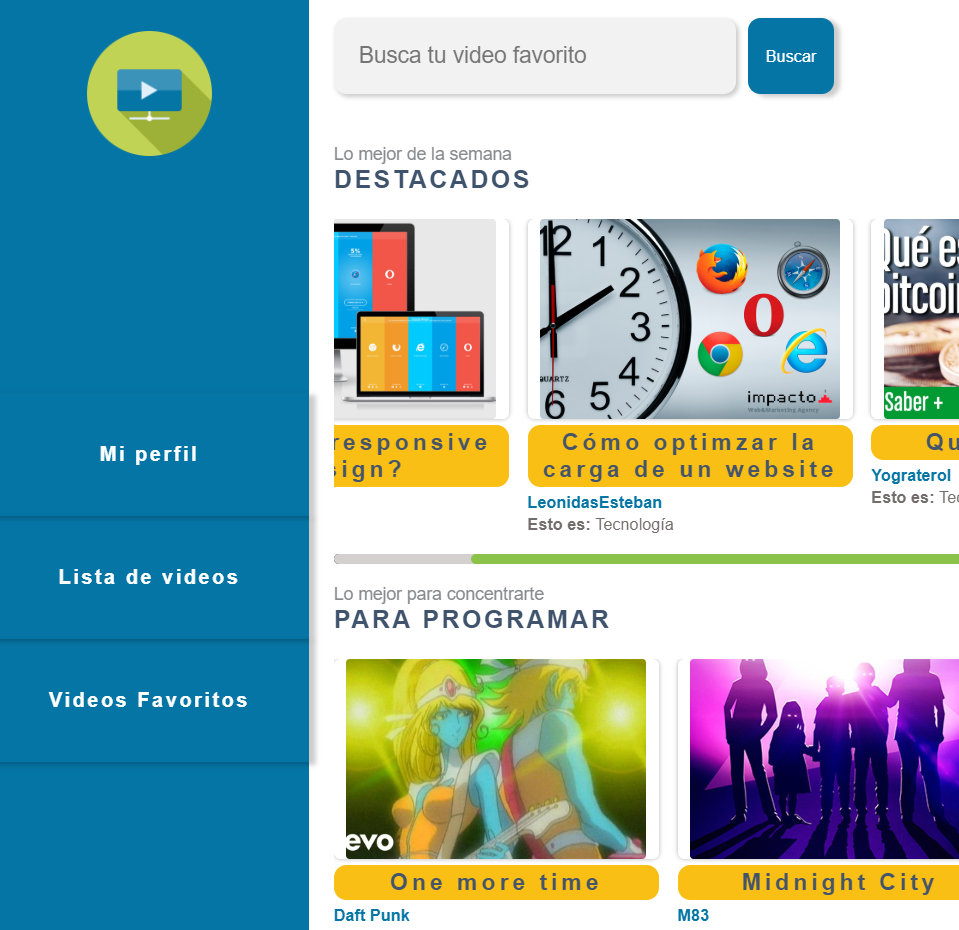 Busca tu video favorito
Buscar
Mi perfil
Lista de videos
Videos Favoritos
Lo mejor de la semana
DESTACADOS
5%
12
1
2
3
4
5
6
QUARTZ
impacto
Web&Marketing Agency
Qué es
bitcoin
Saber +
responsive
sign?
Cómo optimzar la
carga de un website
LeonidasEsteban
Esto es: Tecnología
Qu
Yograterol
Esto es: Tec
Lo mejor para concentrarte
PARA PROGRAMAR
evo
One more time
Daft Punk
Midnight City
M83